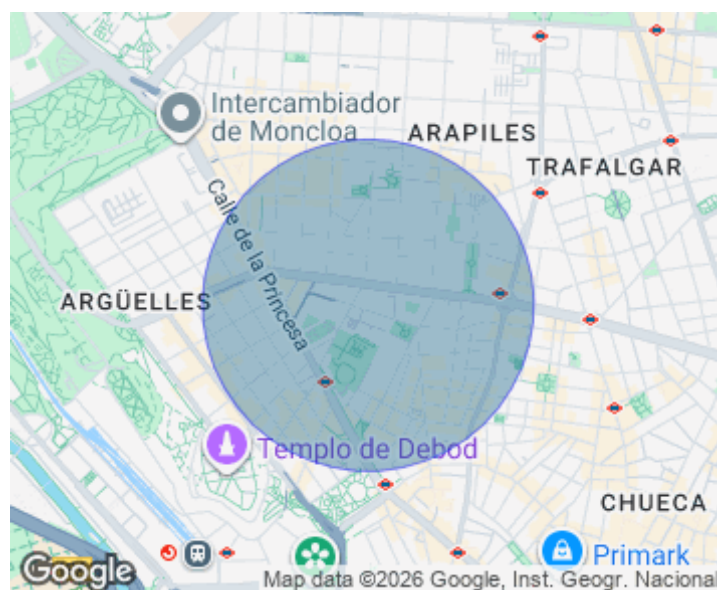 Intercambiador
de Moncloa
ARAPILES
TRAFALGAR
Calle de la Princesa
ARGÜELLES
Templo de Debod
CHUECA
Primark
Google
Map data ©2026 Google, Inst. Geogr. Nacional